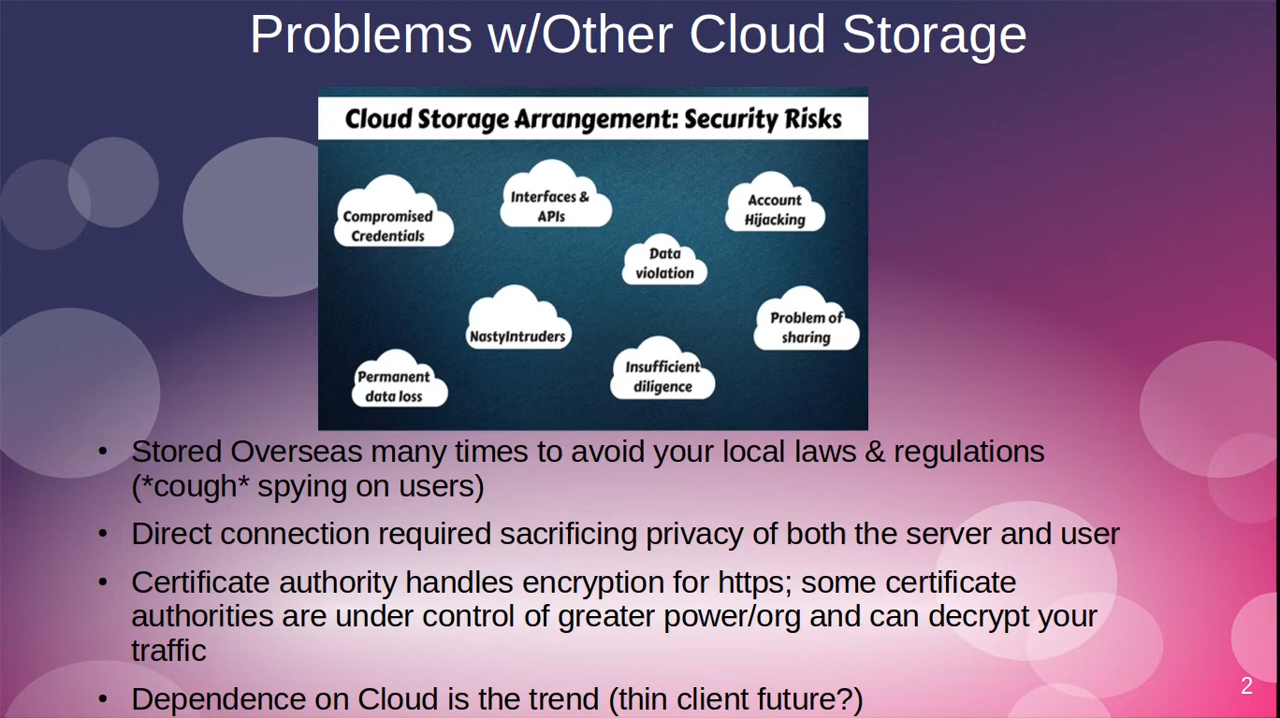 Problems w/Other Cloud Storage
Cloud Storage Arrangement: Security Risks
Compromised
Credentials
Interfaces &
APIs
Account
Hijacking
Data
violation
NastyIntruders
Problem of
sharing
Permanent
data loss
Insufficient
diligence
• Stored Overseas many times to avoid your local laws & regulations
(*cough* spying on users)
• Direct connection required sacrificing privacy of both the server and user
• Certificate authority handles encryption for https; some certificate
authorities are under control of greater power/org and can decrypt your
traffic
• Dependence on Cloud is the trend (thin client future?)
2